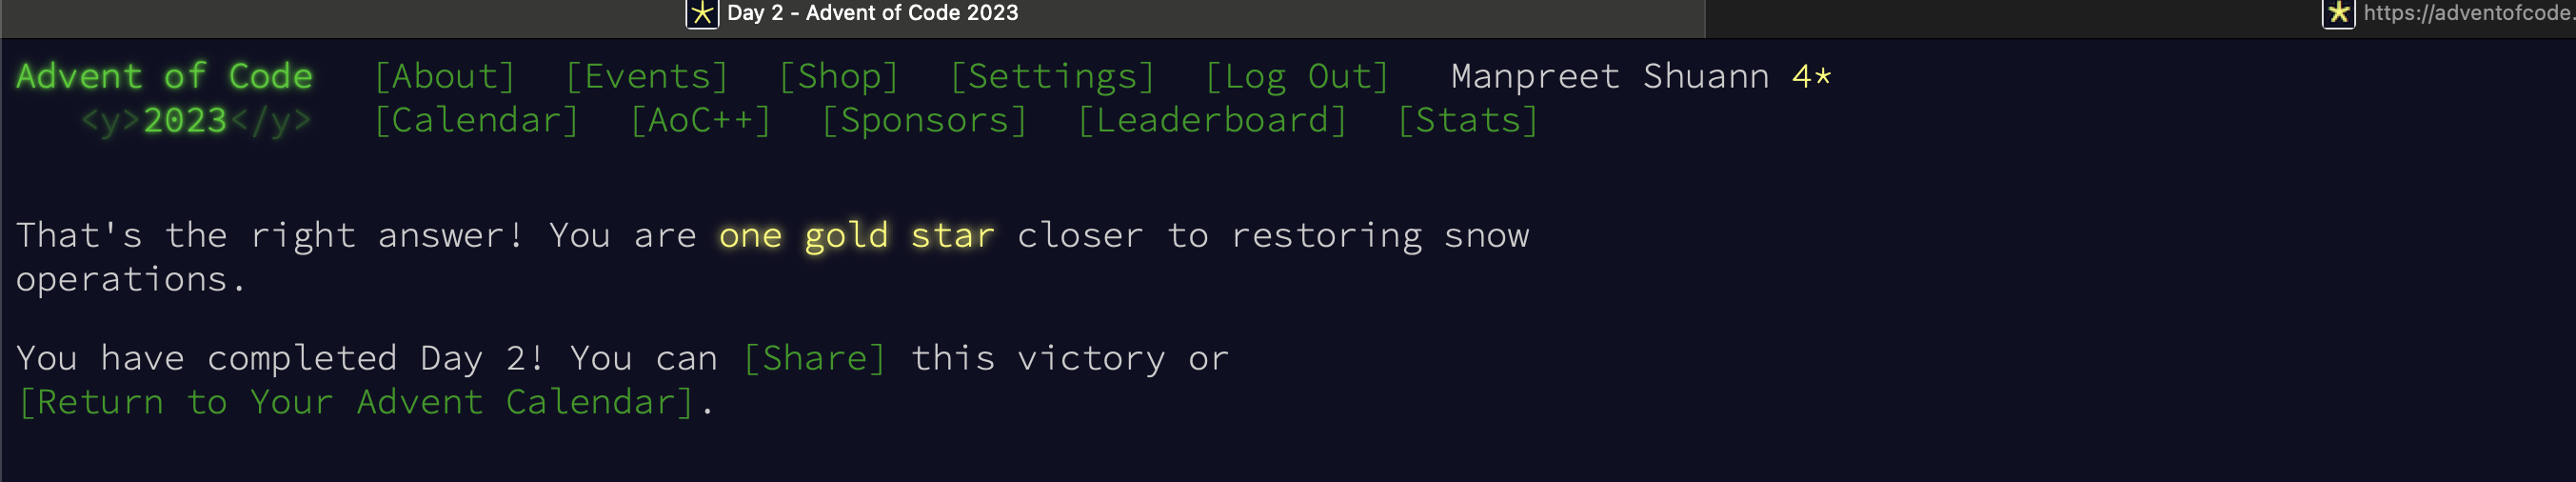 Day 2 - Advent of Code 2023
https://adventofcode.
Advent of Code [About] [Events] [Shop] [Settings] [Log Out] Manpreet Shuann 4*
<y>2023</y> [Calendar] [AoC++] [Sponsors] [Leaderboard] [Stats]
That's the right answer! You are one gold star closer to restoring snow
operations.
You have completed Day 2! You can [Share] this victory or
[Return to Your Advent Calendar].